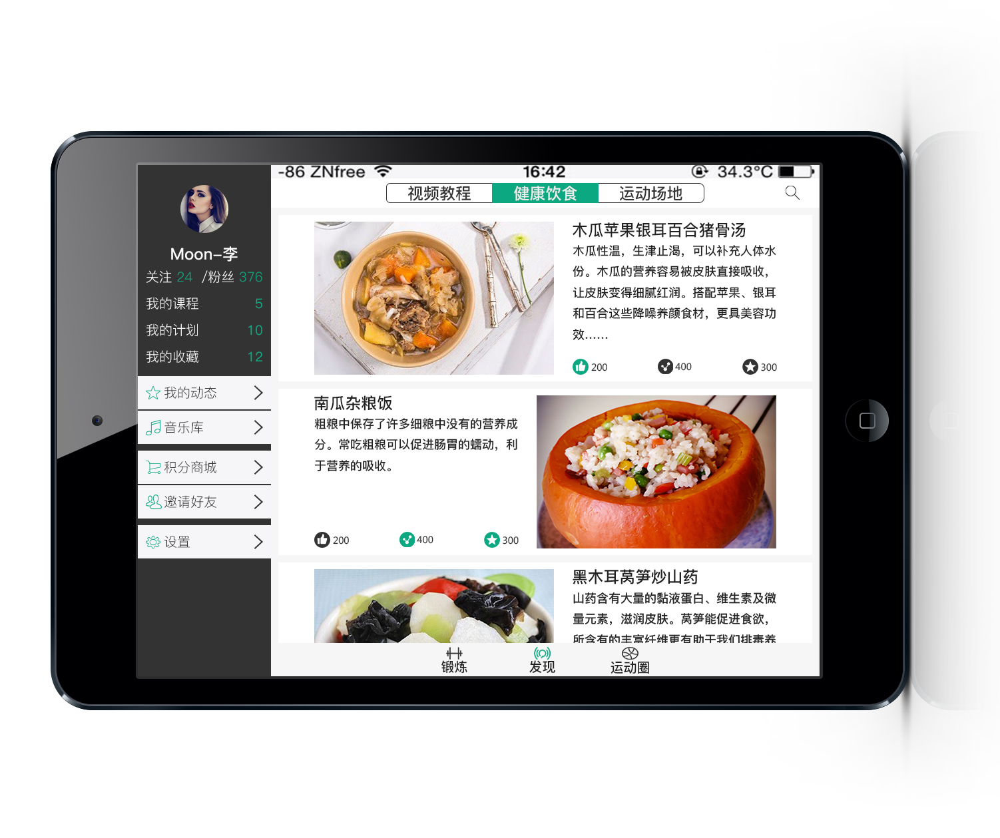 -86 ZNfree
16:42
34.3°C
视频教程
健康饮食
运动场地
Moon-李
关注 24 /粉丝 376
我的课程 5
我的计划 10
我的收藏 12
我的动态
音乐库
积分商城
邀请好友
设置
木瓜苹果银耳百合猪骨汤
木瓜性温，生津止渴，可以补充人体水
份。木瓜的营养容易被皮肤直接吸收，
让皮肤变得细腻红润。搭配苹果、银耳
和百合这些降噪养颜食材，更具美容功
效……
200
400
300
南瓜杂粮饭
粗粮中保存了许多细粮中没有的营养成
分。常吃粗粮可以促进肠胃的蠕动，利
于营养的吸收。
200
400
300
黑木耳莴笋炒山药
山药含有大量的黏液蛋白、维生素及微
量元素，滋润皮肤。莴笋能促进食欲，
所含有的丰富纤维更有助于我们排毒养
锻炼
发现
运动圈